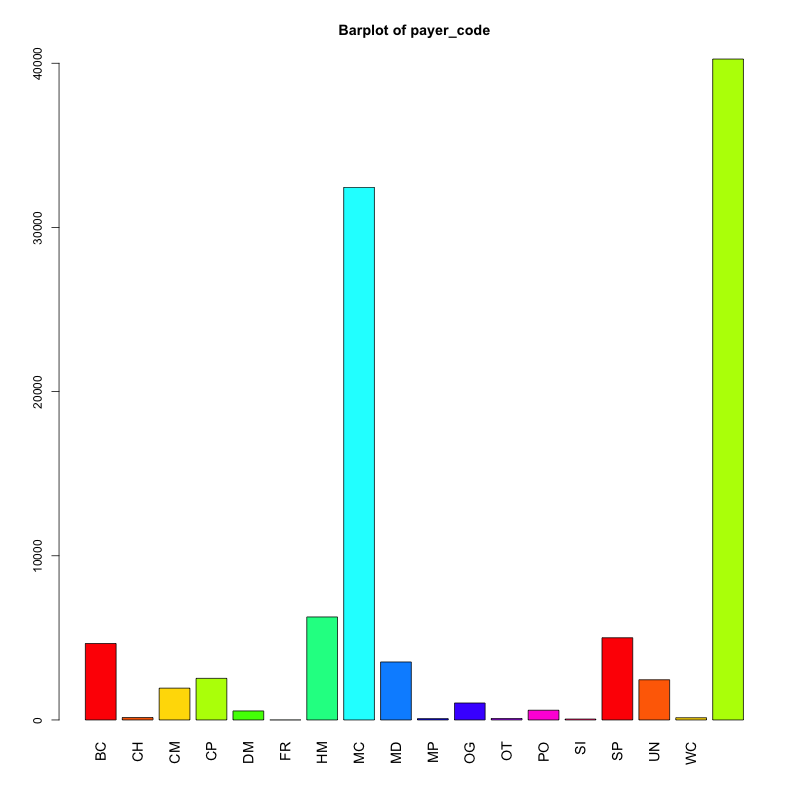 Barplot of payer_code
40000
30000
20000
10000
0
BC CH CM CP DM FR HM MC MD MP OG OT PO SI SP UN WC